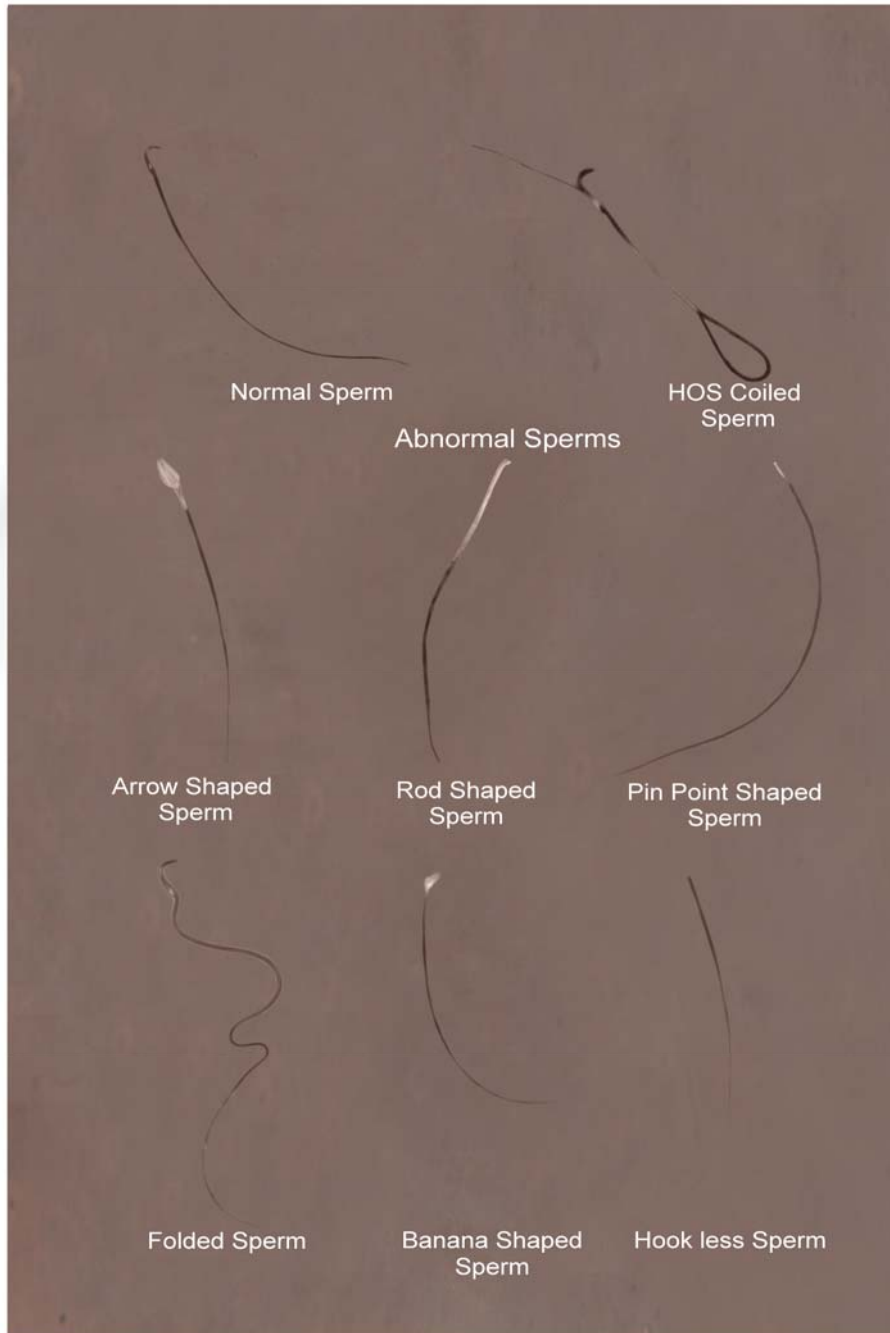 Normal Sperm
HOS Coiled
Sperm
Abnormal Sperms
Arrow Shaped
Sperm
Rod Shaped
Sperm
Pin Point Shaped
Sperm
Folded Sperm
Banana Shaped
Sperm
Hook less Sperm